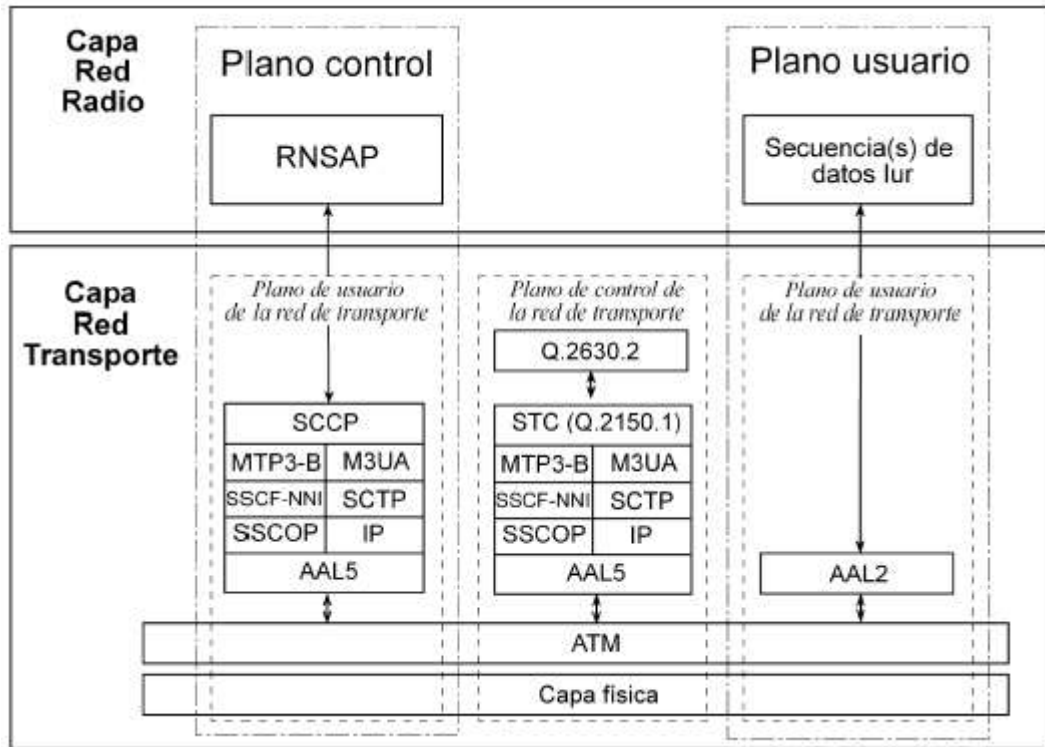 Capa
Red
Radio
Plano control
Plano usuario
RNSAP
Secuencia(s) de
datos Iur
Capa
Red
Transporte
Plano de usuario
de la red de transporte
Plano de control de
la red de transporte
Plano de usuario
de la red de transporte
Q.2630.2
SCCP
MTP3-B M3UA
SSCF-NNI SCTP
SSCOP IP
AAL5
STC (Q.2150.1)
MTP3-B M3UA
SSCF-NNI SCTP
SSCOP IP
AAL5
AAL2
ATM
Capa física